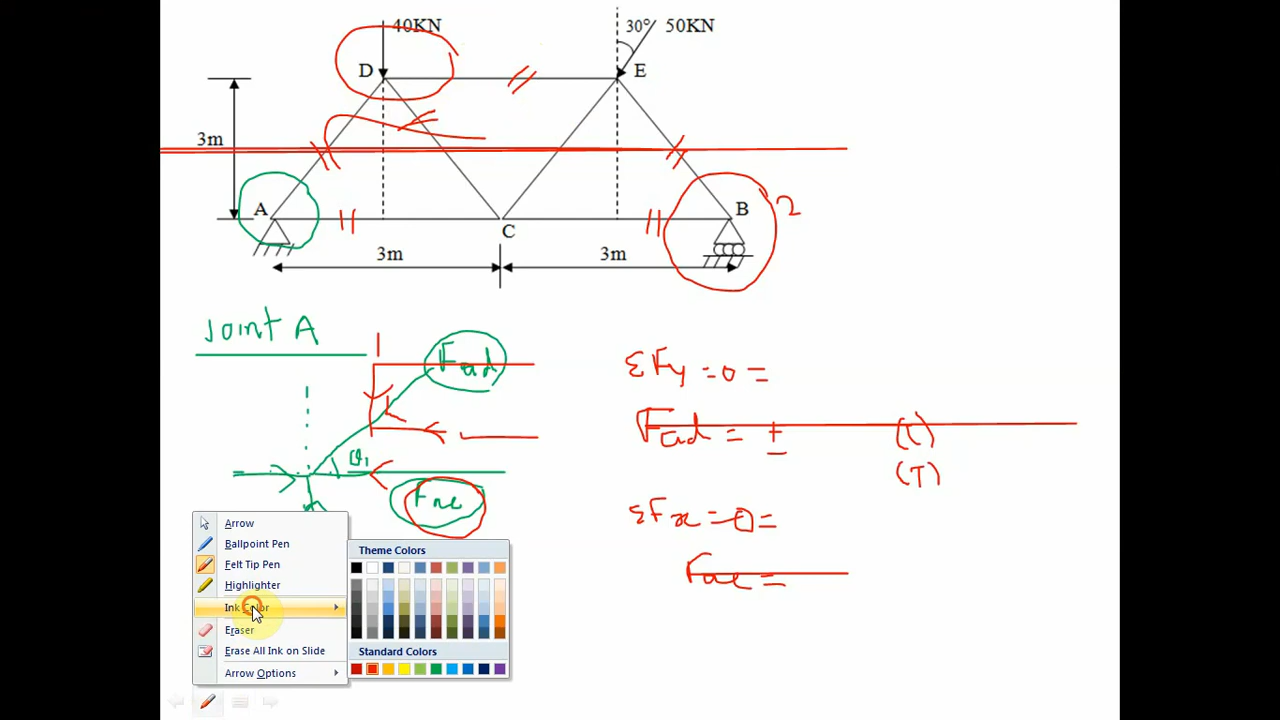 40KN
30° 50KN
D E
3m
A B 2
C
3m 3m
Joint A
Fad
θ1
Fac
ΣFy = 0 =
Fad = ± (C)
(T)
ΣFx = 0 =
Fac =
Arrow
Ballpoint Pen
Felt Tip Pen
Highlighter
Ink Color
Eraser
Erase All Ink on Slide
Arrow Options
Theme Colors
Standard Colors